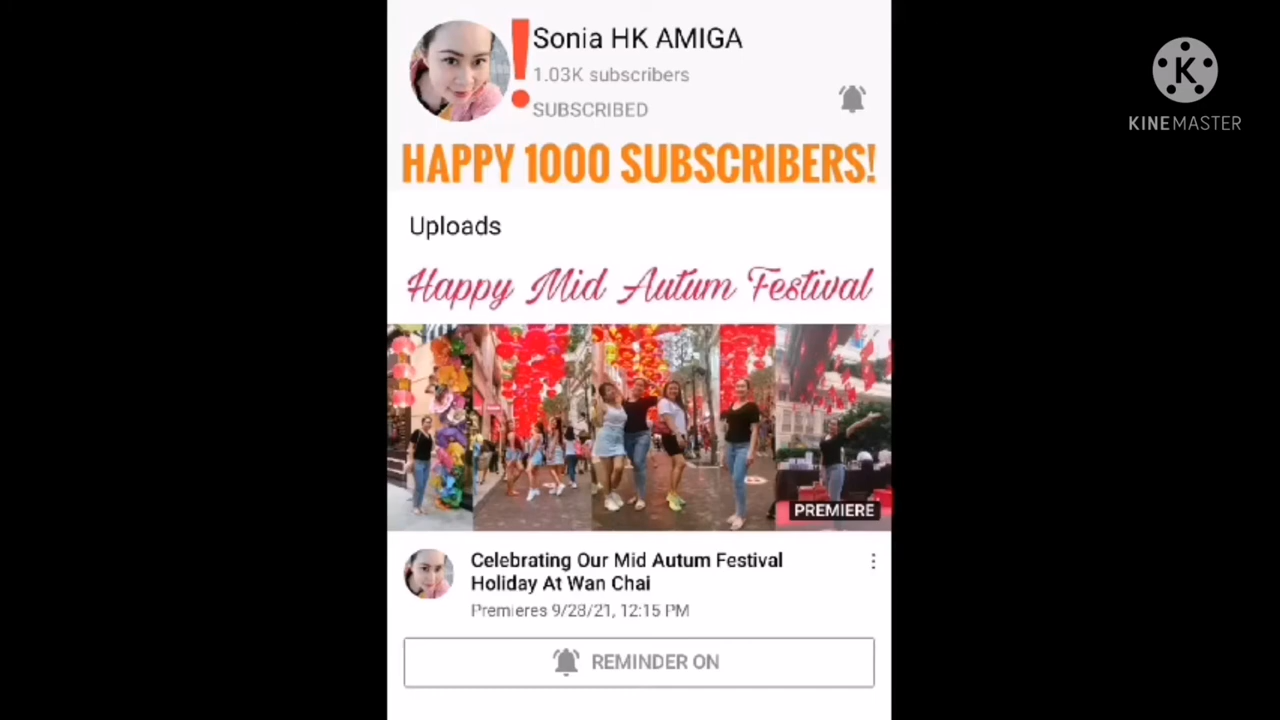 Sonia HK AMIGA
1.03K subscribers
SUBSCRIBED
KINEMASTER
HAPPY 1000 SUBSCRIBERS!
Uploads
Happy Mid Autum Festival
PREMIERE
Celebrating Our Mid Autum Festival
Holiday At Wan Chai
Premieres 9/28/21, 12:15 PM
REMINDER ON